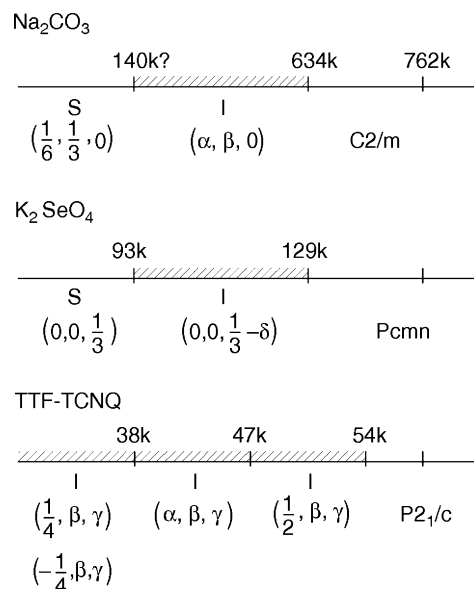 Na₂CO₃
140k? 634k 762k
S I
(1/6, 1/3, 0) (α, β, 0) C2/m
K₂ SeO₄
93k 129k
S I
(0,0, 1/3) (0,0, 1/3 –δ) Pcmn
TTF-TCNQ
38k 47k 54k
I I I
(1/4, β, γ) (α, β, γ) (1/2, β, γ) P2₁/c
(–1/4,β,γ)